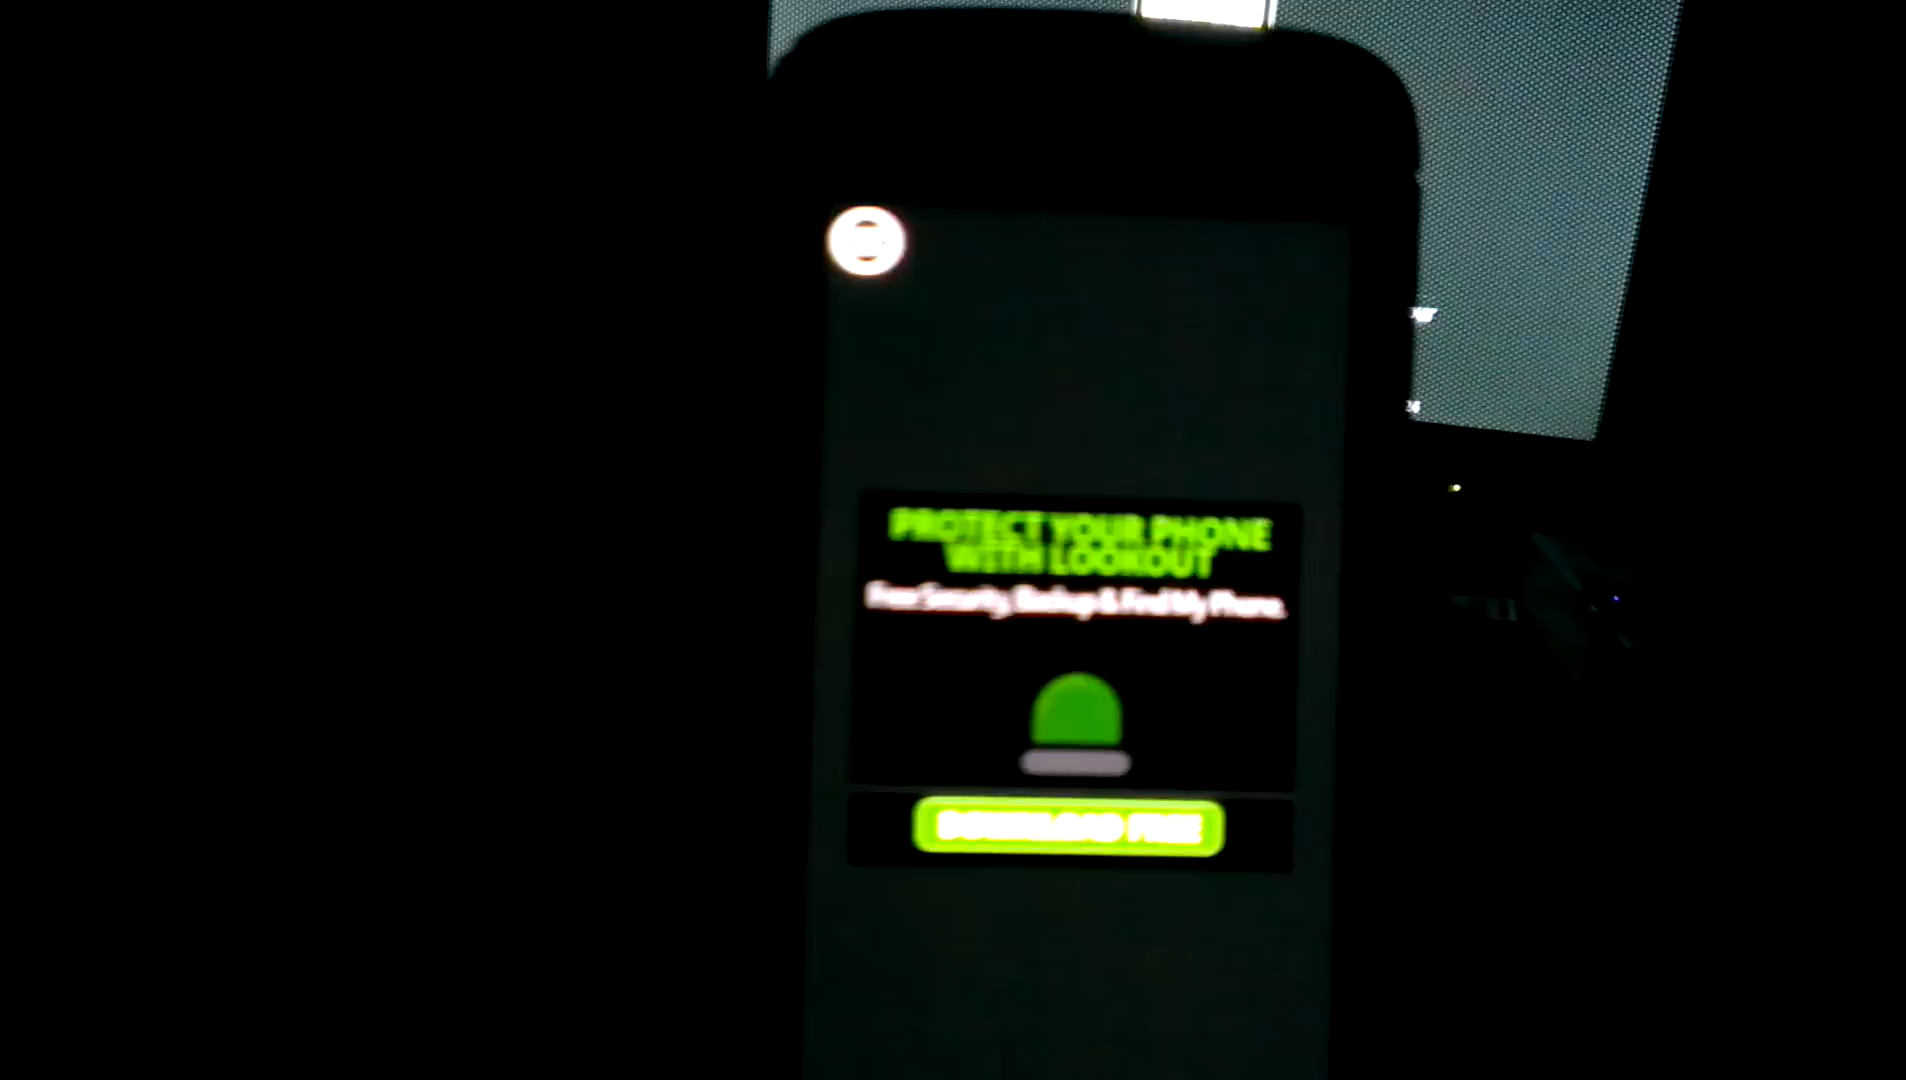 PROTECT YOUR PHONE
WITH LOOKOUT
Free Security, Backup & Find My Phone.
DOWNLOAD FREE